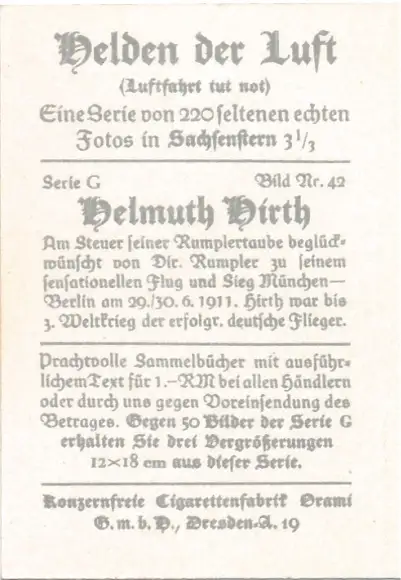 Helden der Luft
(Luftfahrt tut not)
Eine Serie von 220 seltenen echten
Fotos in Sachsenstern 3 1/3
Serie G Bild Nr. 42
Helmuth Hirth
Am Steuer seiner Rumplertaube beglück-
wünscht von Dir. Rumpler zu seinem
sensationellen Flug und Sieg München—
Berlin am 29./30. 6. 1911. Hirth war bis
z. Weltkrieg der erfolgr. deutsche Flieger.
Prachtvolle Sammelbücher mit ausführ-
lichem Text für 1.—RM bei allen Händlern
oder durch uns gegen Voreinsendung des
Betrages. Gegen 50 Bilder der Serie G
erhalten Sie drei Vergrößerungen
12×18 cm aus dieser Serie.
Konzernfreie Cigarettenfabrik Orami
G. m. b. H., Dresden-A. 19